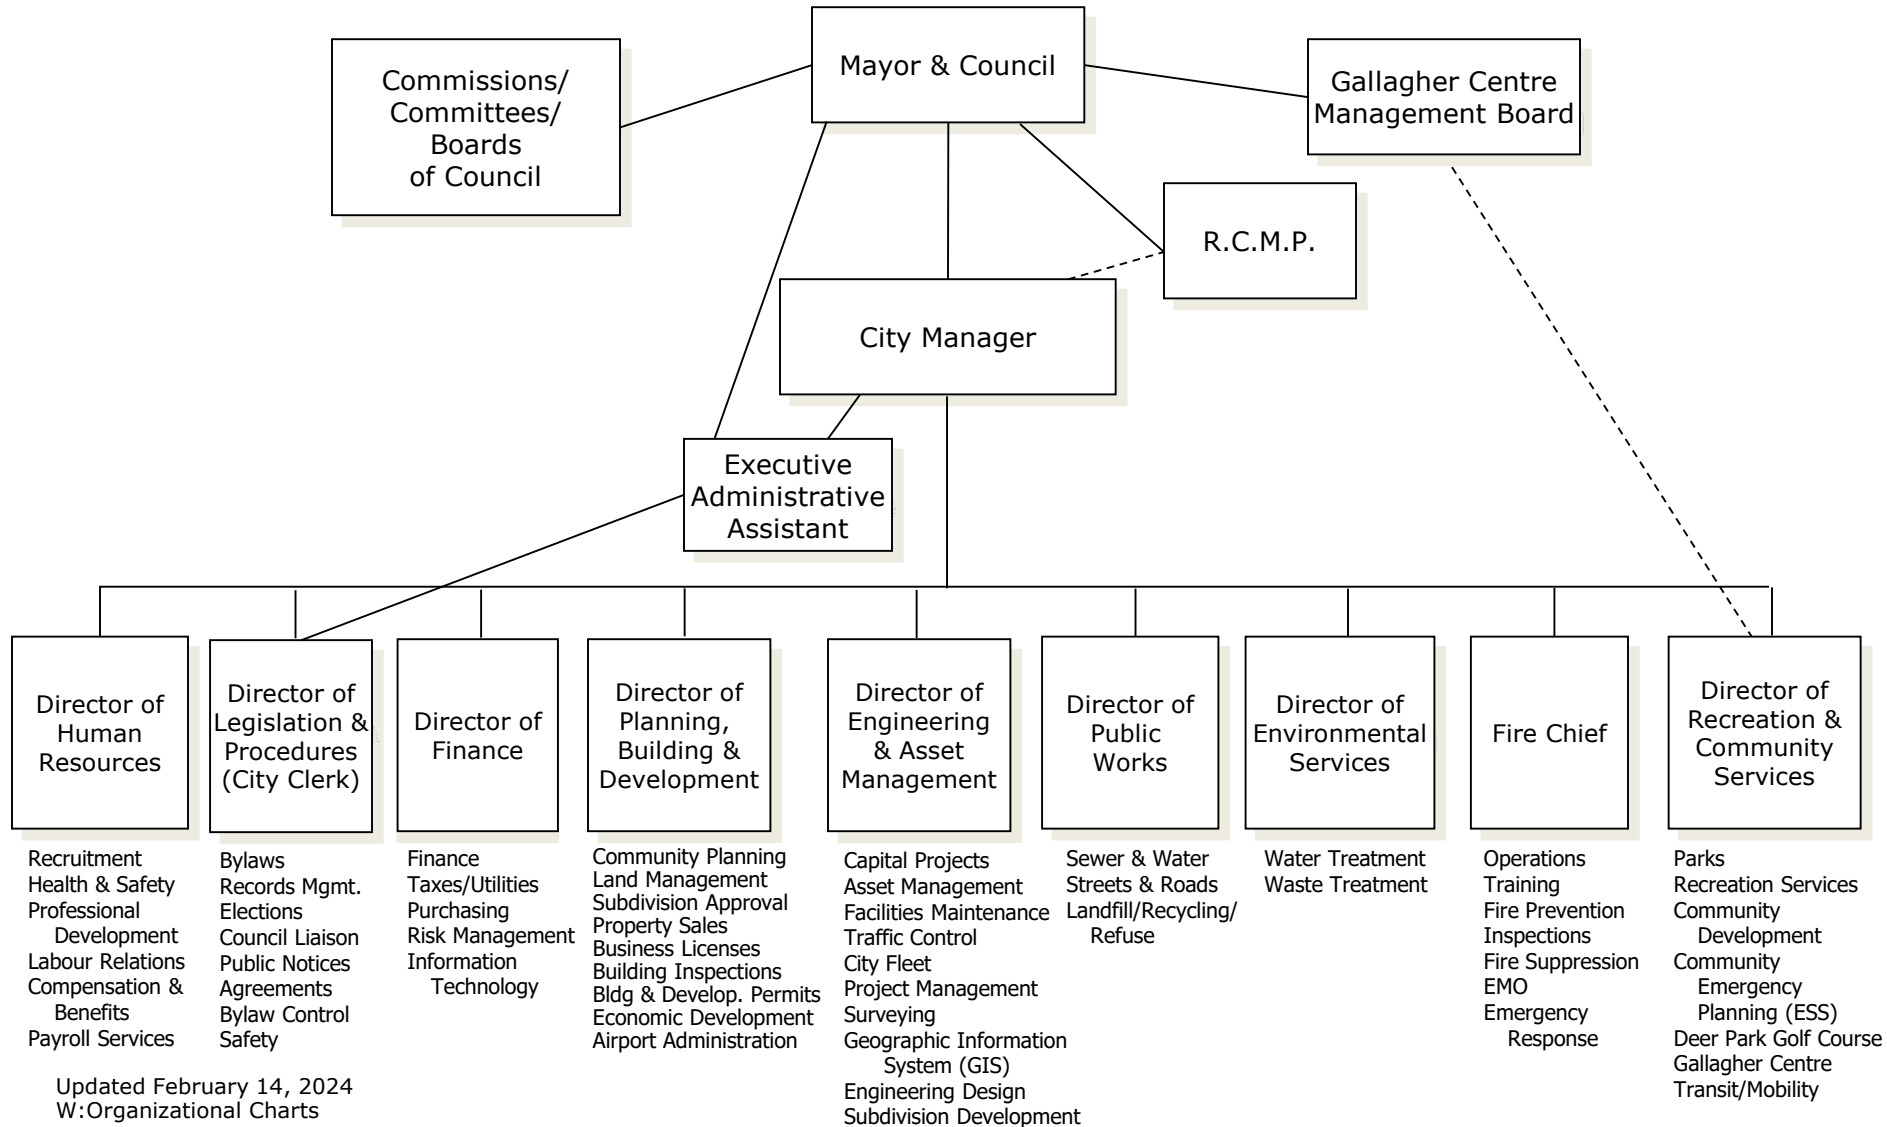 Mayor & Council
Commissions/
Committees/
Boards
of Council
Gallagher Centre
Management Board
R.C.M.P.
City Manager
Executive
Administrative
Assistant
Director of
Human
Resources
Director of
Legislation &
Procedures
(City Clerk)
Director of
Finance
Director of
Planning,
Building &
Development
Director of
Engineering
& Asset
Management
Director of
Public
Works
Director of
Environmental
Services
Fire Chief
Director of
Recreation &
Community
Services
Recruitment
Health & Safety
Professional
Development
Labour Relations
Compensation &
Benefits
Payroll Services
Bylaws
Records Mgmt.
Elections
Council Liaison
Public Notices
Agreements
Bylaw Control
Safety
Finance
Taxes/Utilities
Purchasing
Risk Management
Information
Technology
Community Planning
Land Management
Subdivision Approval
Property Sales
Business Licenses
Building Inspections
Bldg & Develop. Permits
Economic Development
Airport Administration
Capital Projects
Asset Management
Facilities Maintenance
Traffic Control
City Fleet
Project Management
Surveying
Geographic Information
System (GIS)
Engineering Design
Subdivision Development
Sewer & Water
Streets & Roads
Landfill/Recycling/
Refuse
Water Treatment
Waste Treatment
Operations
Training
Fire Prevention
Inspections
Fire Suppression
EMO
Emergency
Response
Parks
Recreation Services
Community
Development
Community
Emergency
Planning (ESS)
Deer Park Golf Course
Gallagher Centre
Transit/Mobility
Updated February 14, 2024
W:Organizational Charts